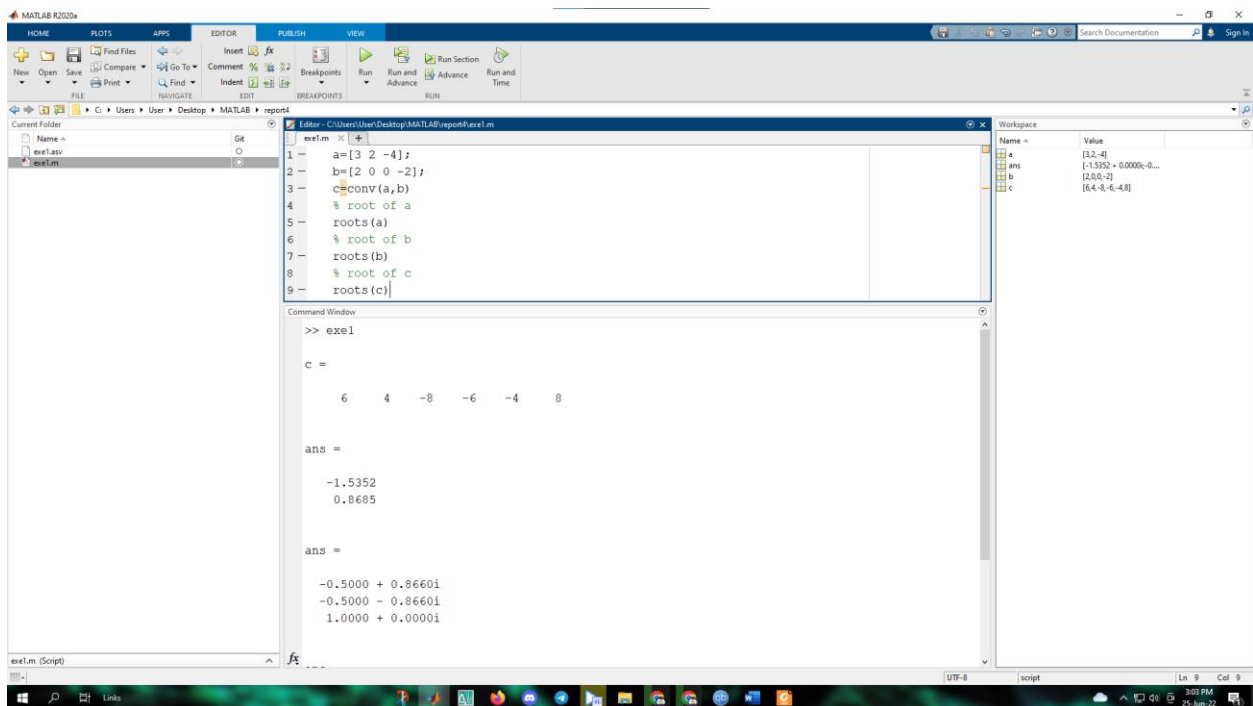 MATLAB R2020a
HOME PLOTS APPS EDITOR PUBLISH VIEW
Search Documentation Sign In
New Open Save Find Files Compare Print
Go To Find
Insert fx
Comment %
Indent
Breakpoints Run Run and Advance Run Section Advance Run and Time
FILE NAVIGATE EDIT BREAKPOINTS RUN
C: Users User Desktop MATLAB report4
Current Folder
Name Git
exe1.asv
exe1.m
Editor - C:\Users\User\Desktop\MATLAB\report4\exe1.m
exe1.m +
1 - a=[3 2 -4];
2 - b=[2 0 0 -2];
3 - c=conv(a,b)
4 % root of a
5 - roots(a)
6 % root of b
7 - roots(b)
8 % root of c
9 - roots(c)
Workspace
Name Value
a [3,2,-4]
ans [-1.5352 + 0.0000i;-0....
b [2,0,0,-2]
c [6,4,-8,-6,-4,8]
Command Window
>> exe1
c =
6 4 -8 -6 -4 8
ans =
-1.5352
0.8685
ans =
-0.5000 + 0.8660i
-0.5000 - 0.8660i
1.0000 + 0.0000i
fx
exe1.m (Script)
UTF-8 script Ln 9 Col 9
Links
3:03 PM
25-Jun-22